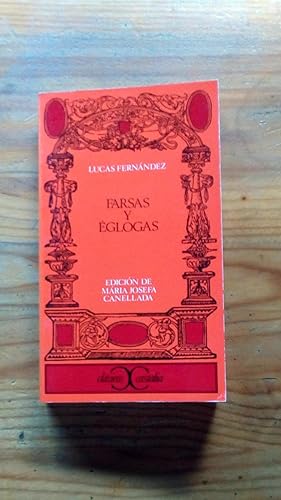 LUCAS FERNÁNDEZ
FARSAS
Y
ÉGLOGAS
EDICIÓN DE
MARÍA JOSEFA
CANELLADA
clásicos castalia